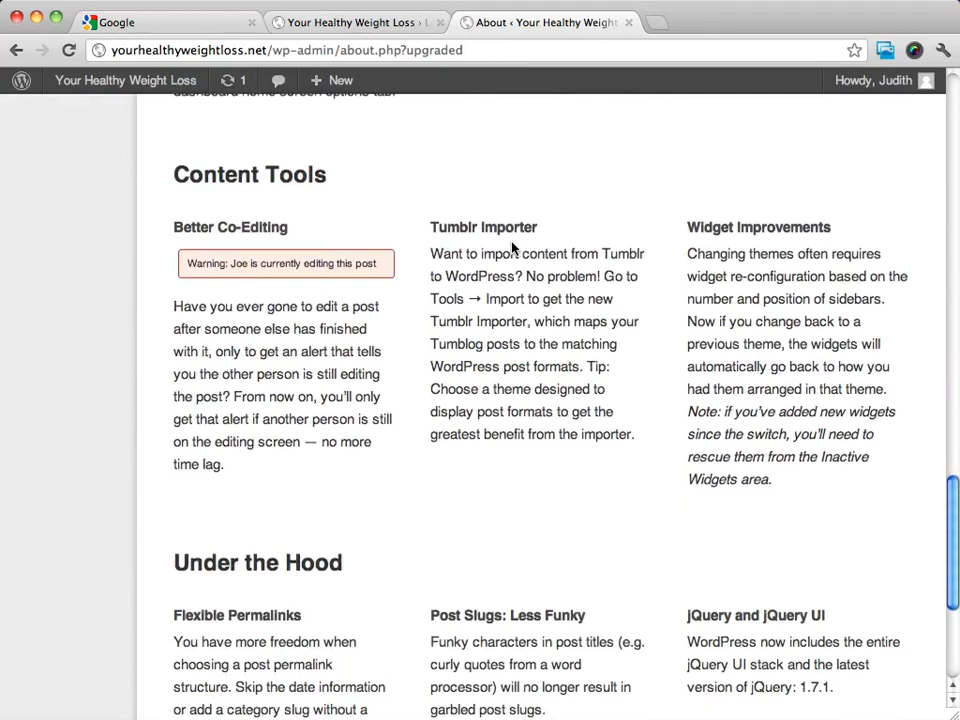 Google
Your Healthy Weight Loss ›
About ‹ Your Healthy Weight
yourhealthyweightloss.net/wp-admin/about.php?upgraded
Your Healthy Weight Loss
1
New
Howdy, Judith
dashboard home screen options tab.
Content Tools
Better Co-Editing
Warning: Joe is currently editing this post
Have you ever gone to edit a post
after someone else has finished
with it, only to get an alert that tells
you the other person is still editing
the post? From now on, you’ll only
get that alert if another person is still
on the editing screen — no more
time lag.
Tumblr Importer
Want to import content from Tumblr
to WordPress? No problem! Go to
Tools → Import to get the new
Tumblr Importer, which maps your
Tumblog posts to the matching
WordPress post formats. Tip:
Choose a theme designed to
display post formats to get the
greatest benefit from the importer.
Widget Improvements
Changing themes often requires
widget re-configuration based on the
number and position of sidebars.
Now if you change back to a
previous theme, the widgets will
automatically go back to how you
had them arranged in that theme.
Note: if you’ve added new widgets
since the switch, you’ll need to
rescue them from the Inactive
Widgets area.
Under the Hood
Flexible Permalinks
You have more freedom when
choosing a post permalink
structure. Skip the date information
or add a category slug without a
Post Slugs: Less Funky
Funky characters in post titles (e.g.
curly quotes from a word
processor) will no longer result in
garbled post slugs.
jQuery and jQuery UI
WordPress now includes the entire
jQuery UI stack and the latest
version of jQuery: 1.7.1.